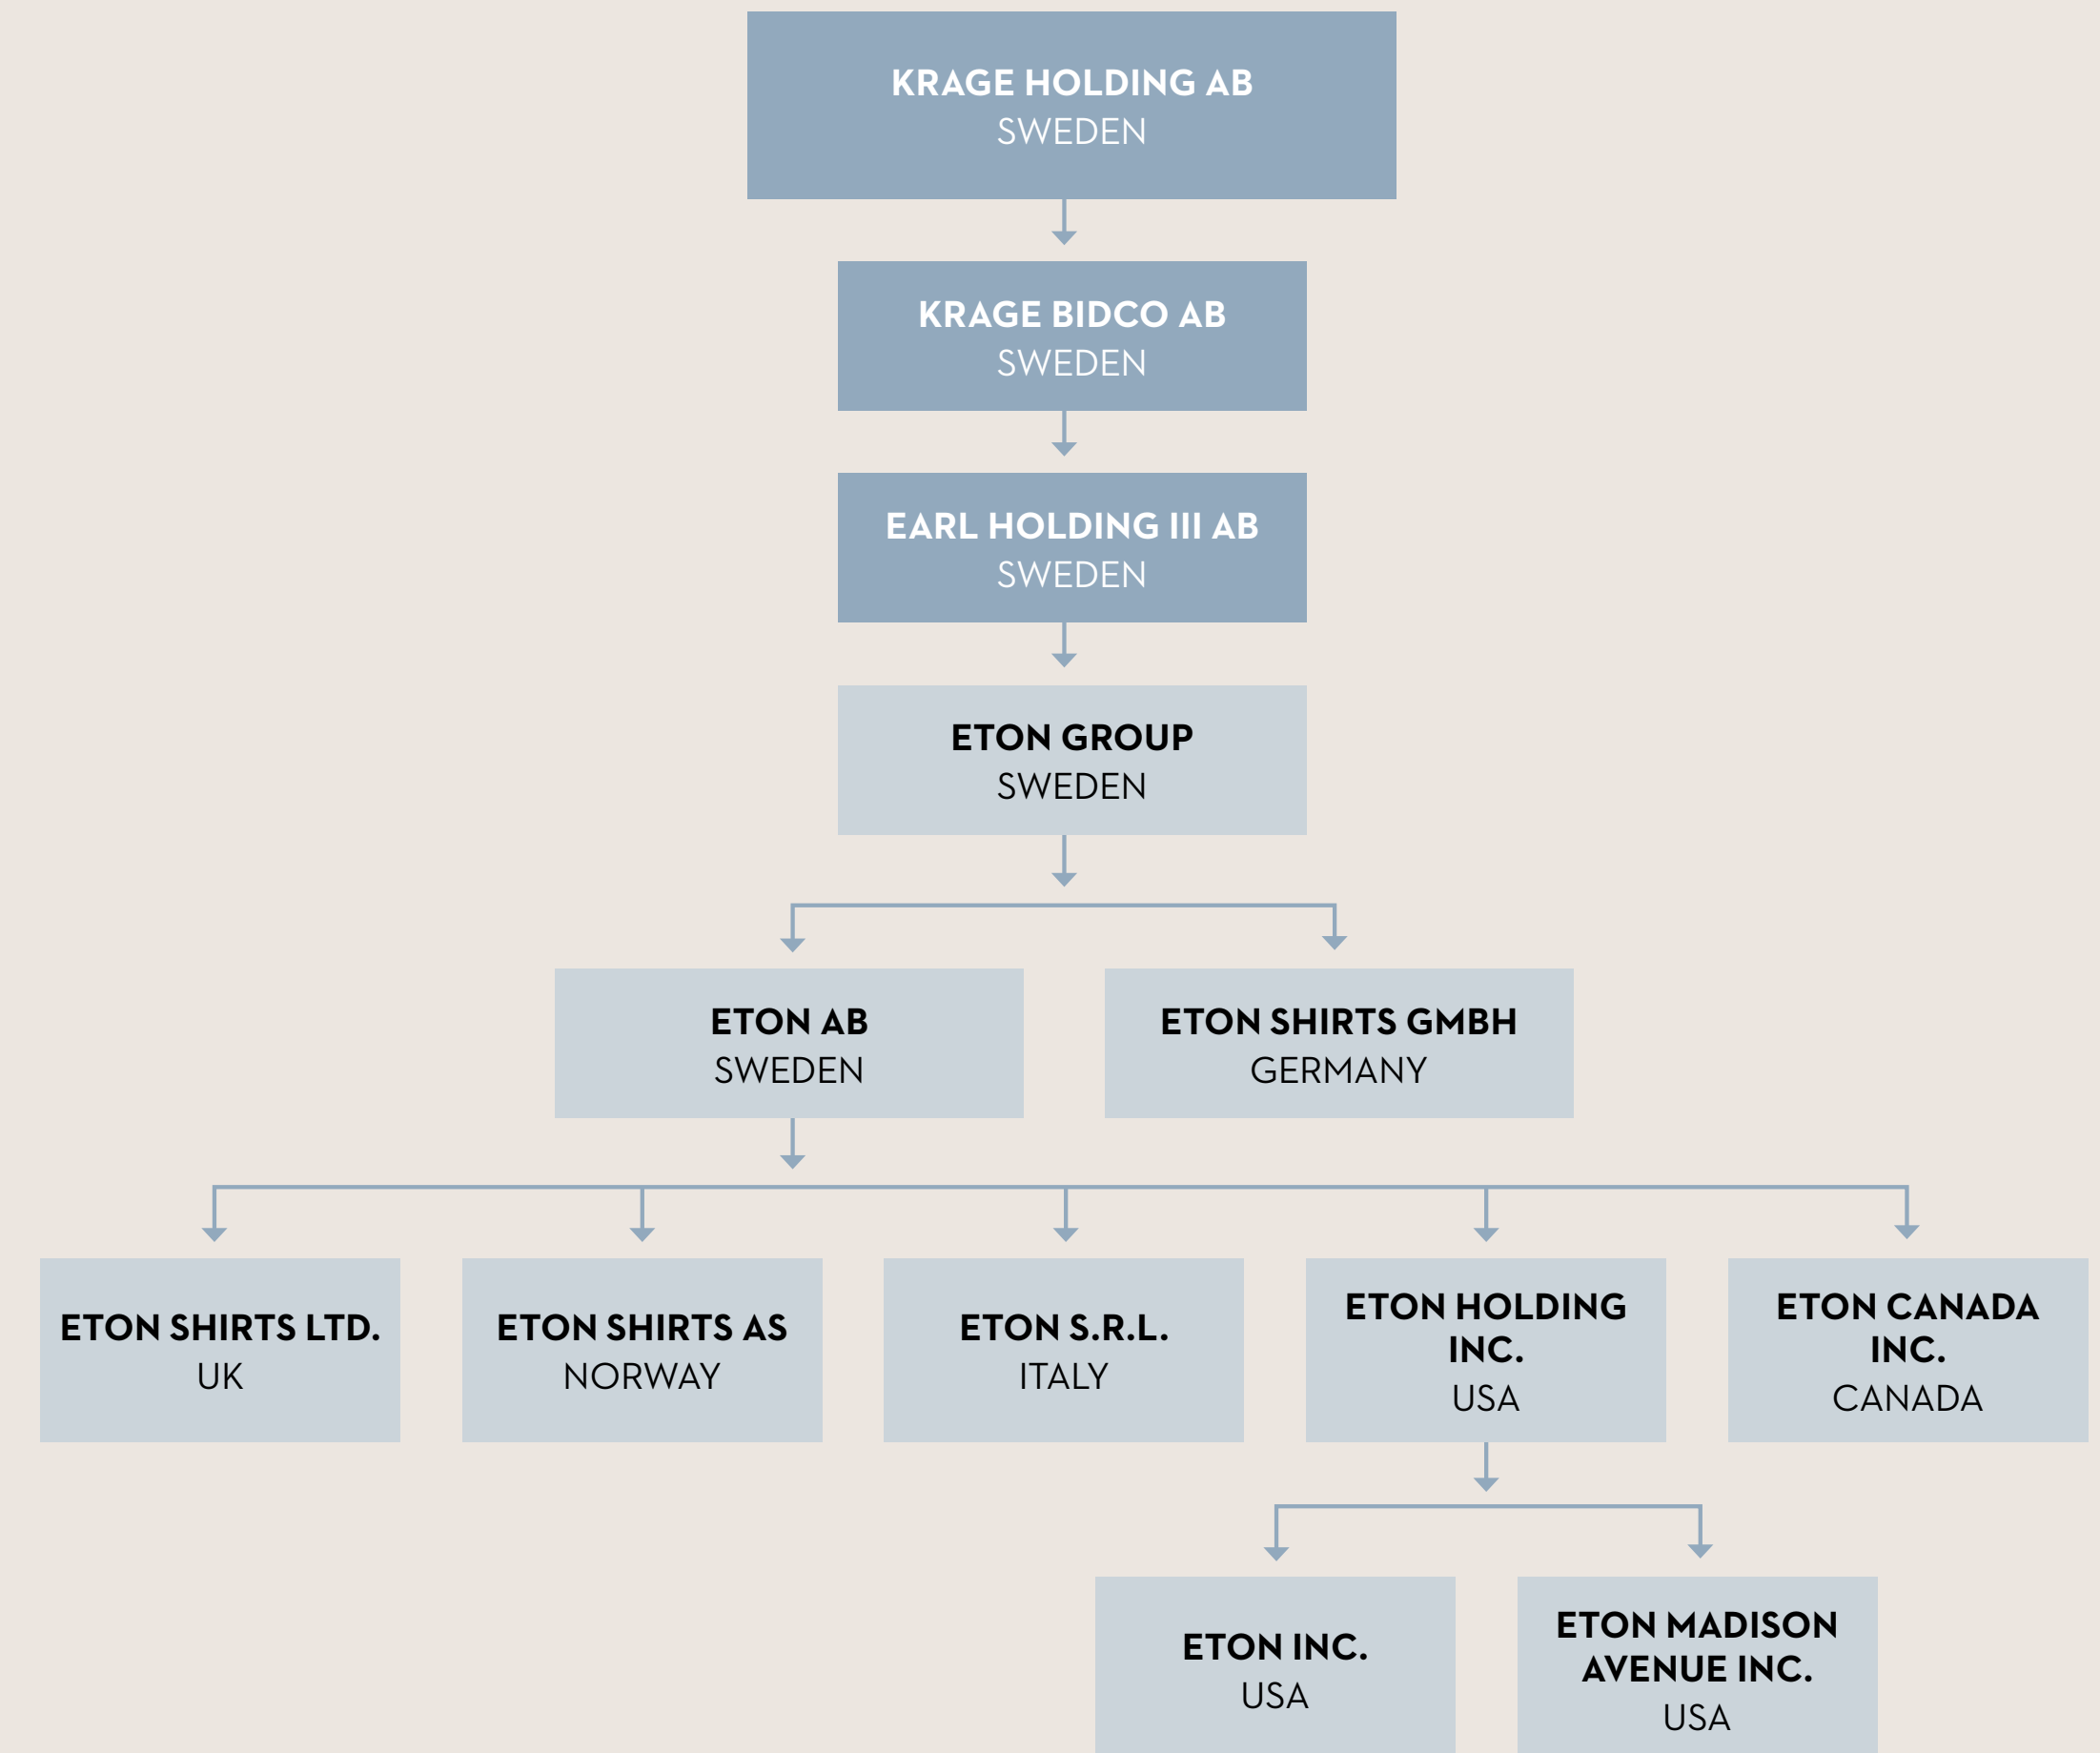 KRAGE HOLDING AB
SWEDEN
KRAGE BIDCO AB
SWEDEN
EARL HOLDING III AB
SWEDEN
ETON GROUP
SWEDEN
ETON AB
SWEDEN
ETON SHIRTS GMBH
GERMANY
ETON SHIRTS LTD.
UK
ETON SHIRTS AS
NORWAY
ETON S.R.L.
ITALY
ETON HOLDING
INC.
USA
ETON CANADA
INC.
CANADA
ETON INC.
USA
ETON MADISON
AVENUE INC.
USA